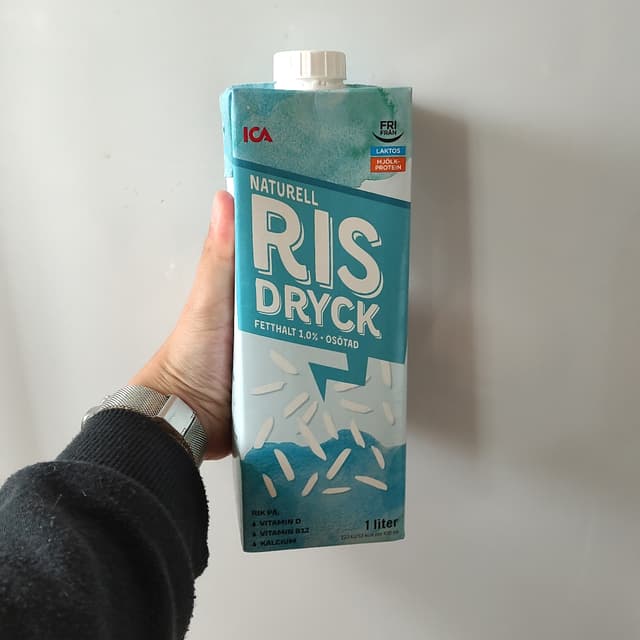 ICA
FRI
FRÅN
LAKTOS
MJÖLK-
PROTEIN
NATURELL
RIS
DRYCK
FETTHALT 1,0% • OSÖTAD
RIK PÅ:
VITAMIN D
VITAMIN B12
KALCIUM
1 liter